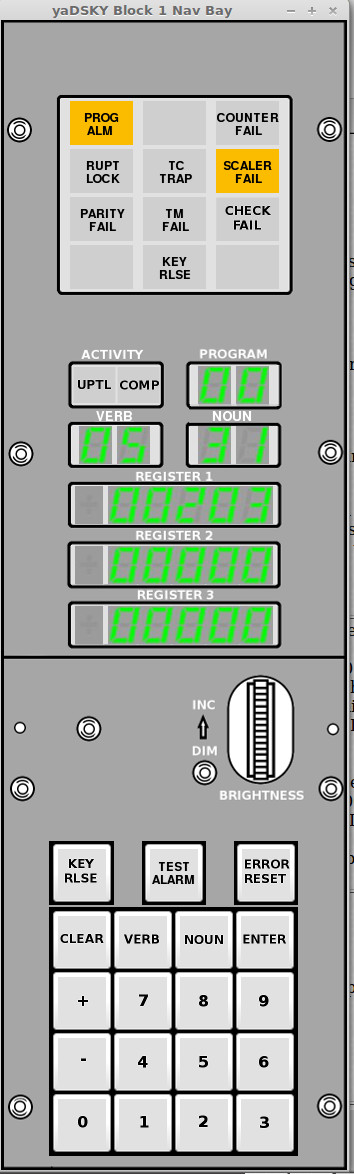 yaDSKY Block 1 Nav Bay
PROG ALM
COUNTER FAIL
RUPT LOCK
TC TRAP
SCALER FAIL
PARITY FAIL
TM FAIL
CHECK FAIL
KEY RLSE
ACTIVITY PROGRAM
UPTL COMP 00
VERB NOUN
05 31
REGISTER 1
00203
REGISTER 2
00000
REGISTER 3
00000
INC
DIM
BRIGHTNESS
KEY RLSE
TEST ALARM
ERROR RESET
CLEAR VERB NOUN ENTER
+ 7 8 9
- 4 5 6
0 1 2 3